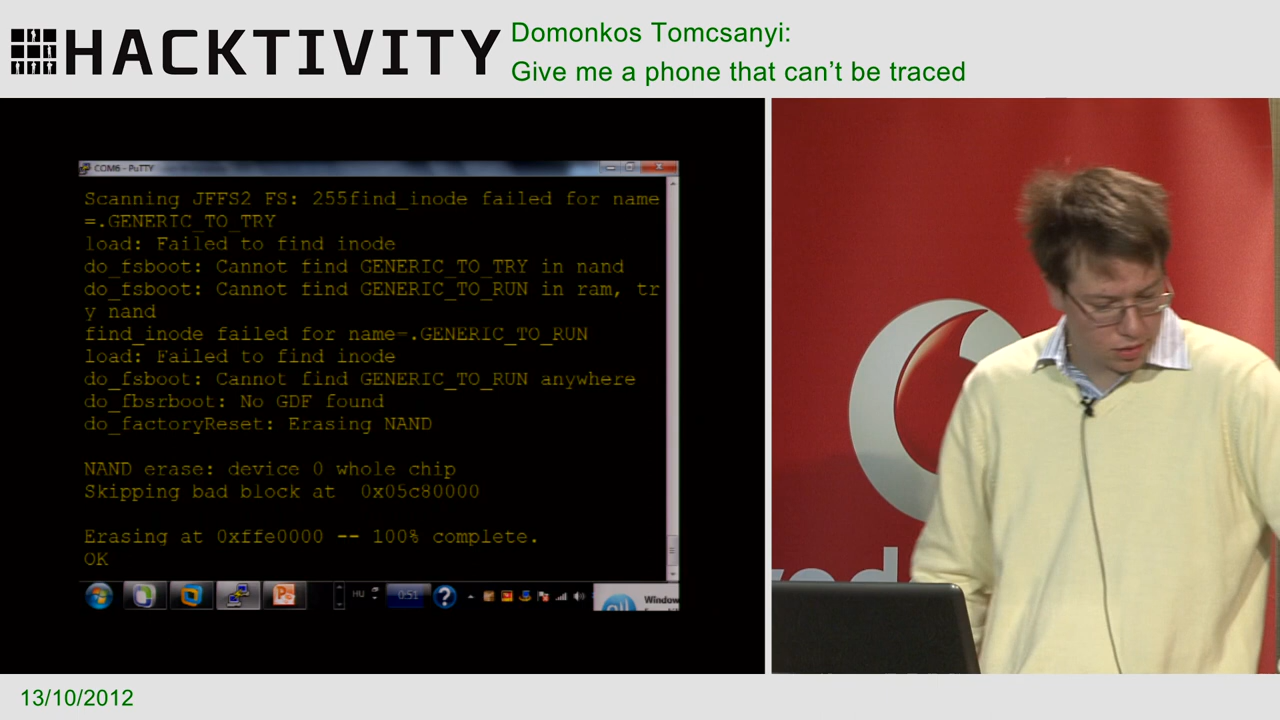 HACKTIVITY
Domonkos Tomcsanyi:
Give me a phone that can't be traced
COM6 - PuTTY
Scanning JFFS2 FS: 255find_inode failed for name
=.GENERIC_TO_TRY
load: Failed to find inode
do_fsboot: Cannot find GENERIC_TO_TRY in nand
do_fsboot: Cannot find GENERIC_TO_RUN in ram, tr
y nand
find_inode failed for name=.GENERIC_TO_RUN
load: Failed to find inode
do_fsboot: Cannot find GENERIC_TO_RUN anywhere
do_fbsrboot: No GDF found
do_factoryReset: Erasing NAND
NAND erase: device 0 whole chip
Skipping bad block at  0x05c80000
Erasing at 0xffe0000 -- 100% complete.
OK
HU
0:51
Window
13/10/2012